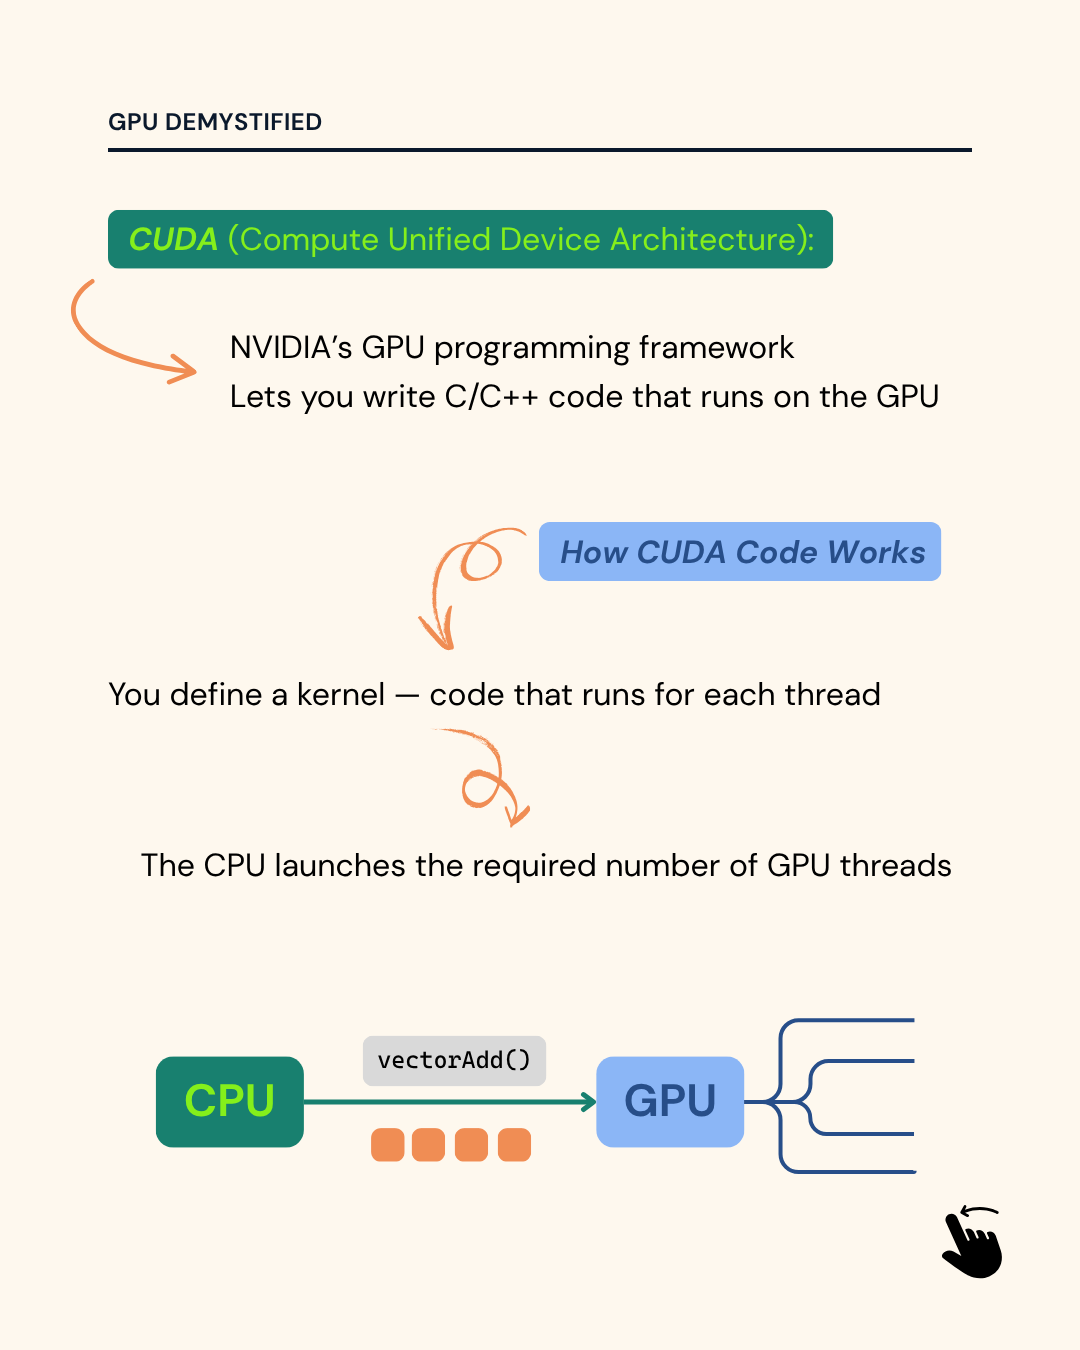 GPU DEMYSTIFIED
CUDA (Compute Unified Device Architecture):
NVIDIA’s GPU programming framework
Lets you write C/C++ code that runs on the GPU
How CUDA Code Works
You define a kernel — code that runs for each thread
The CPU launches the required number of GPU threads
vectorAdd()
CPU
GPU